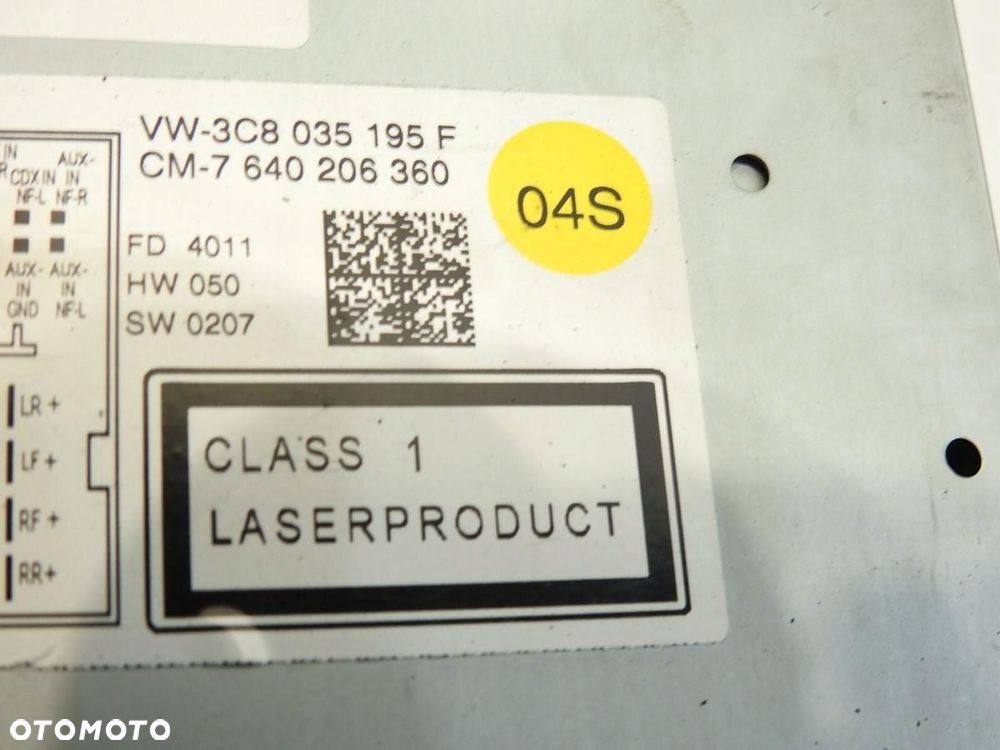 VW-3C8 035 195 F
CM-7 640 206 360
04S
IN AUX-
R CDX IN IN
NF-L NF-R
FD 4011
HW 050
SW 0207
AUX- AUX-
IN IN
GND NF-L
LR +
LF +
RF +
RR+
CLASS 1
LASERPRODUCT
OTOMOTO